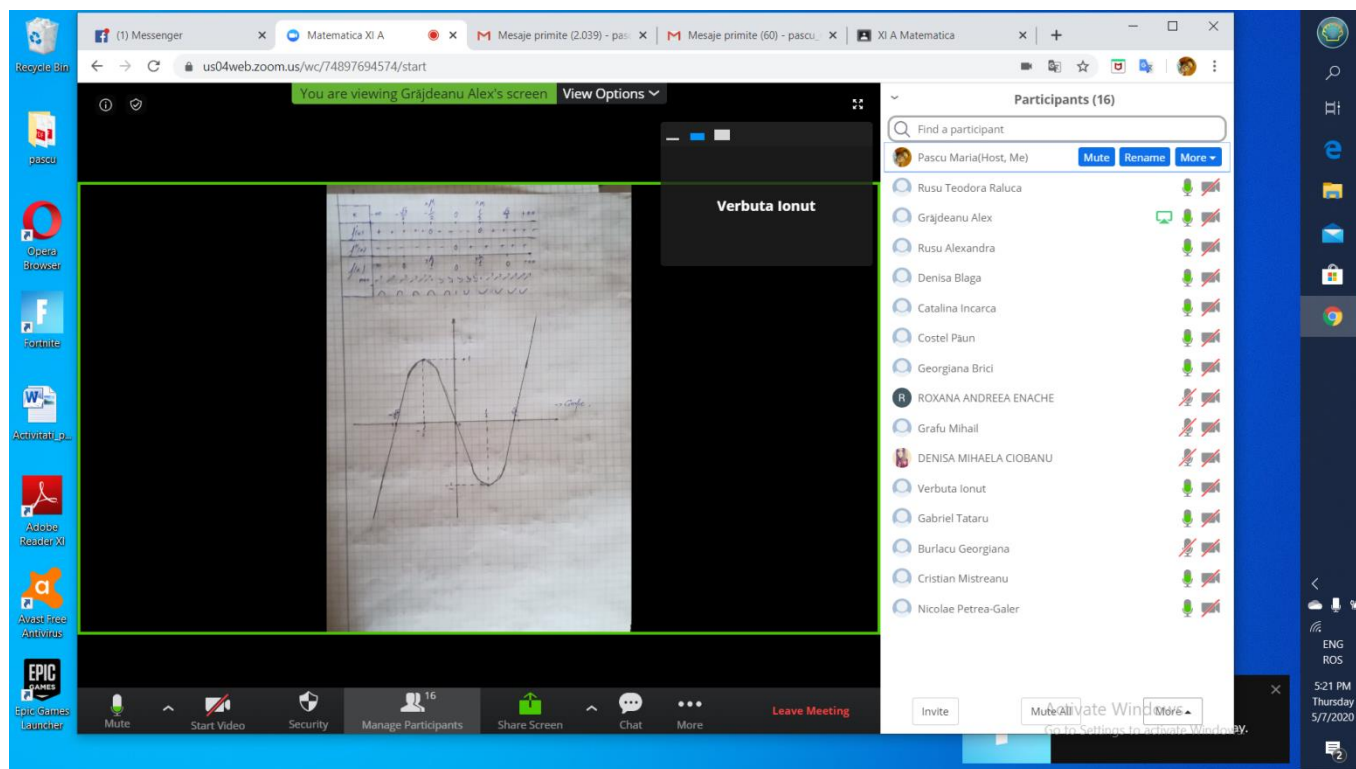 Recycle Bin
pascu
Opera
Browser
Fortnite
Activitati_p...
Adobe
Reader XI
Avast Free
Antivirus
EPIC
GAMES
Epic Games
Launcher
(1) Messenger
Matematica XI A
Mesaje primite (2.039) - pas
Mesaje primite (60) - pascu_
XI A Matematica
us04web.zoom.us/wc/74897694574/start
You are viewing Grăjdeanu Alex's screen
View Options
Verbuta Ionut
Participants (16)
Find a participant
Pascu Maria(Host, Me) Mute Rename More
Rusu Teodora Raluca
Grăjdeanu Alex
Rusu Alexandra
Denisa Blaga
Catalina Incarca
Costel Păun
Georgiana Brici
R ROXANA ANDREEA ENACHE
Grafu Mihail
DENISA MIHAELA CIOBANU
Verbuta Ionut
Gabriel Tataru
Burlacu Georgiana
Cristian Mistreanu
Nicolae Petrea-Galer
Mute
Start Video
Security
16
Manage Participants
Share Screen
Chat
More
Leave Meeting
Invite
Mute All
More
Activate Windows
Go to Settings to activate Windows.
ENG
ROS
5:21 PM
Thursday
5/7/2020
2